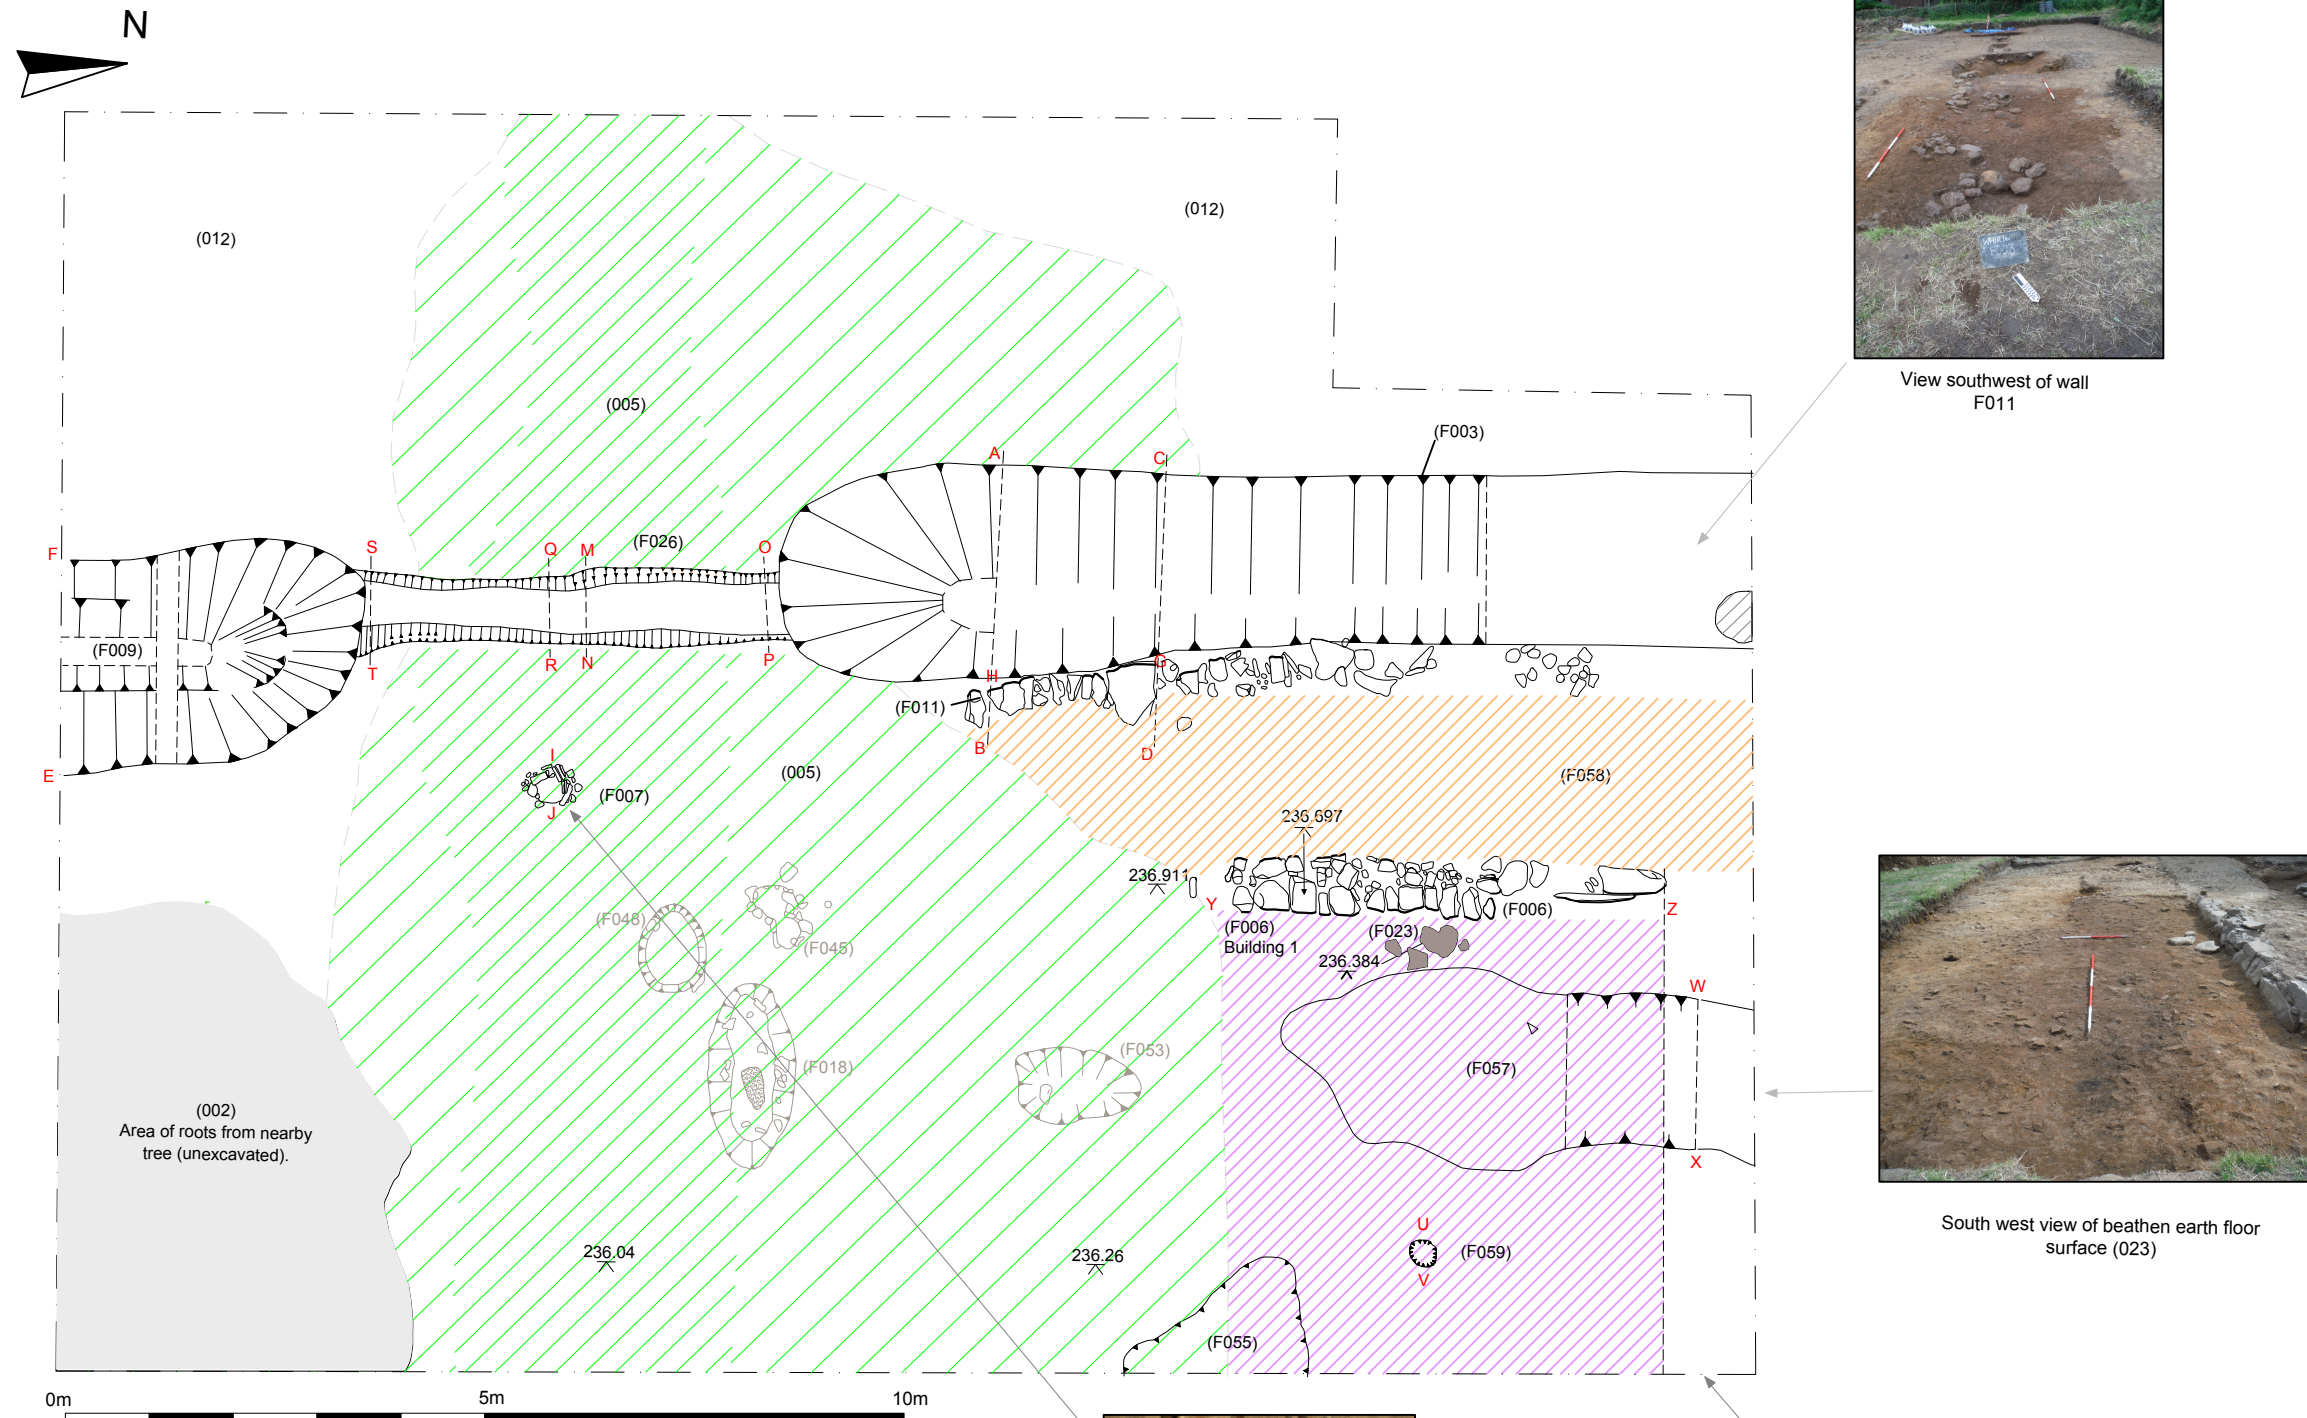 N
(012)
(012)
View southwest of wall
F011
(005)
(F003)
A
C
F
S
Q
M
(F026)
O
(F009)
T
R
N
P
H
G
(F011)
B
D
E
I
(F007)
J
(005)
(F058)
236.697
236.911
Y
(F006)
Z
(F006)
Building 1
(F023)
236.384
(F048)
(F045)
W
(F018)
(F053)
(F057)
X
(002)
Area of roots from nearby
tree (unexcavated).
South west view of beathen earth floor
surface (023)
236.04
236.26
U
(F059)
V
(F055)
0m
5m
10m